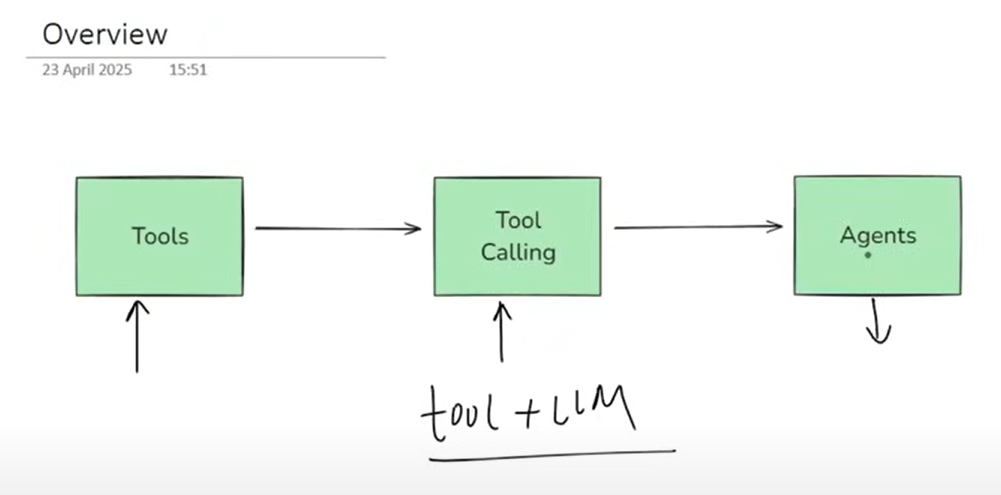 Overview
23 April 2025 15:51
Tools
Tool
Calling
Agents
tool + LLM